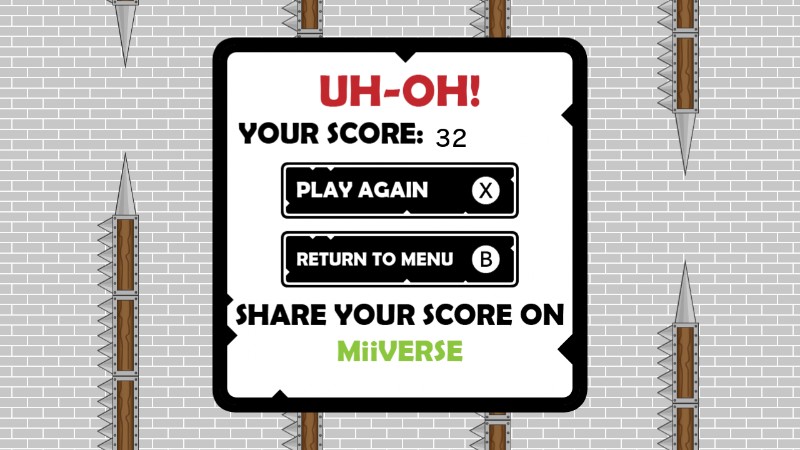 UH-OH!
YOUR SCORE: 32
PLAY AGAIN X
RETURN TO MENU B
SHARE YOUR SCORE ON
MiiVERSE